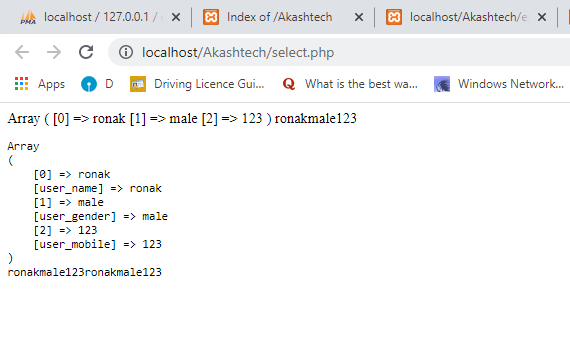 localhost / 127.0.0.1 /
Index of /Akashtech
localhost/Akashtech/e
localhost/Akashtech/select.php
Apps
D
Driving Licence Gui...
What is the best wa...
Windows Network...
Array ( [0] => ronak [1] => male [2] => 123 ) ronakmale123
Array
(
[0] => ronak
[user_name] => ronak
[1] => male
[user_gender] => male
[2] => 123
[user_mobile] => 123
)
ronakmale123ronakmale123